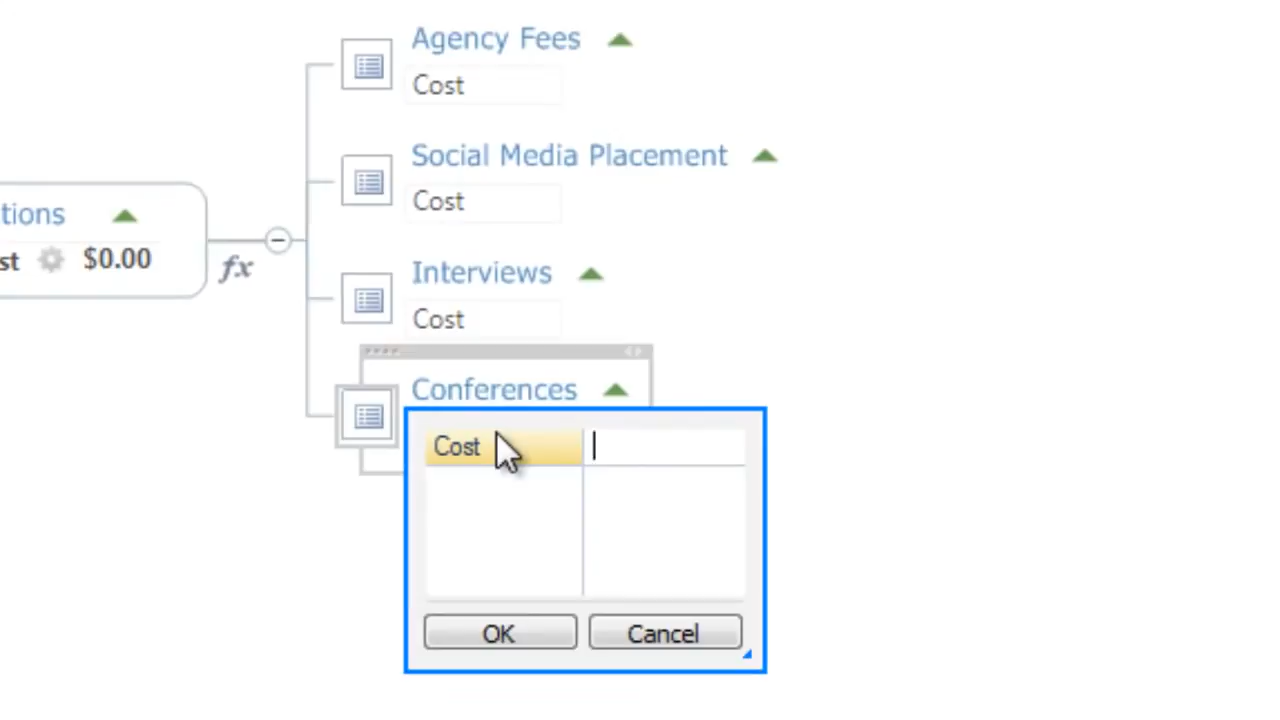 Agency Fees
Cost
Social Media Placement
Cost
tions
st $0.00
fx
Interviews
Cost
Conferences
Cost
OK Cancel